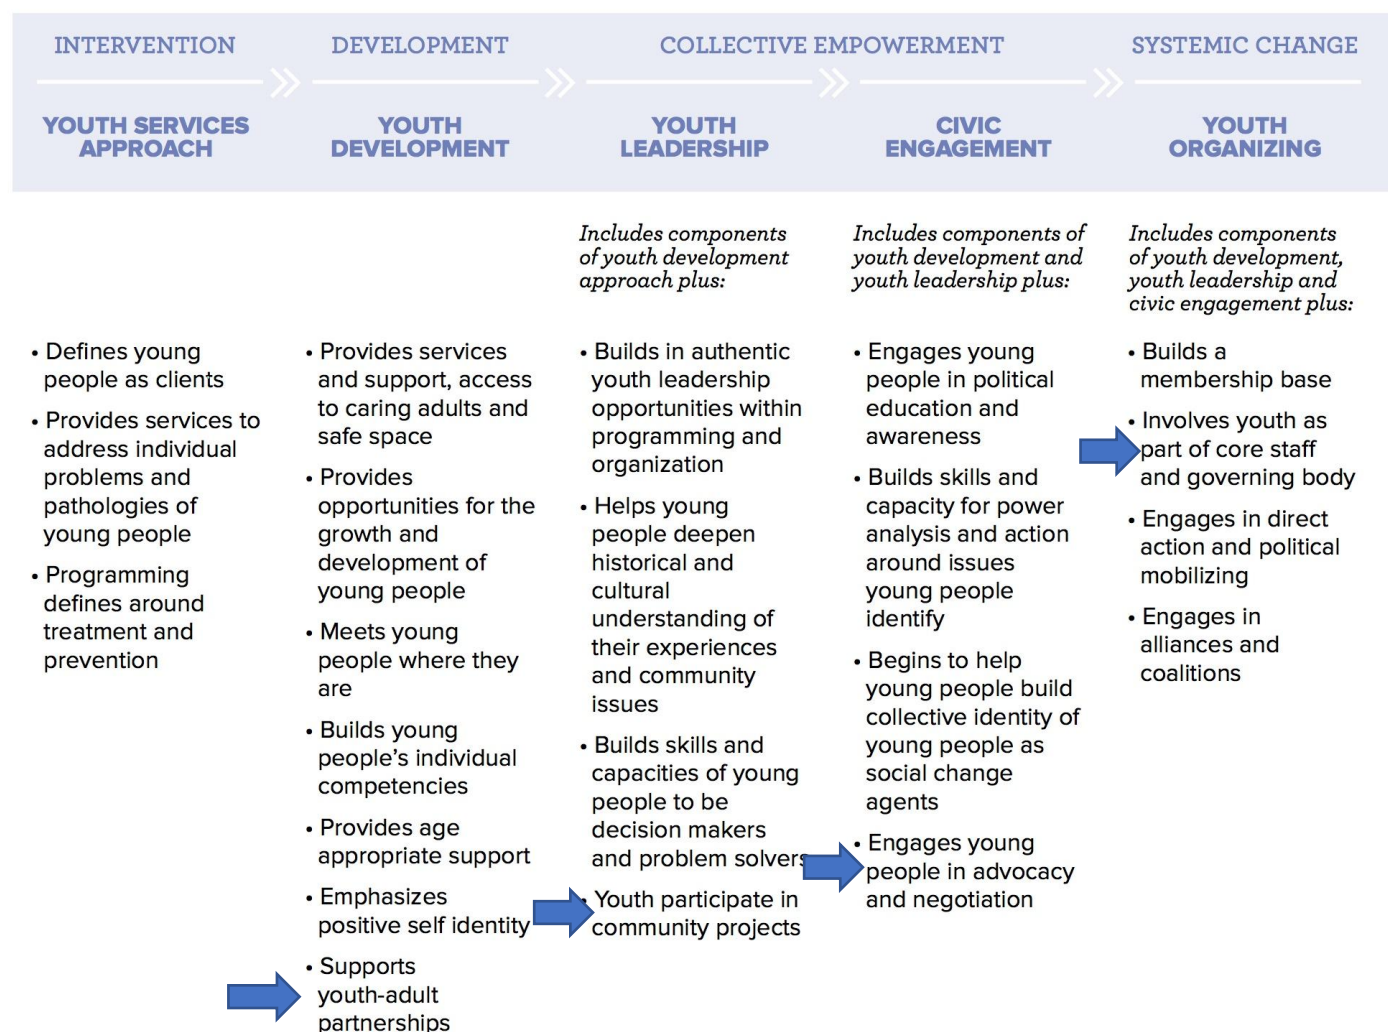 INTERVENTION
DEVELOPMENT
COLLECTIVE EMPOWERMENT
SYSTEMIC CHANGE
YOUTH SERVICES
APPROACH
YOUTH
DEVELOPMENT
YOUTH
LEADERSHIP
CIVIC
ENGAGEMENT
YOUTH
ORGANIZING
• Defines young
people as clients
• Provides services to
address individual
problems and
pathologies of
young people
• Programming
defines around
treatment and
prevention
• Provides services
and support, access
to caring adults and
safe space
• Provides
opportunities for the
growth and
development of
young people
• Meets young
people where they
are
• Builds young
people's individual
competencies
• Provides age
appropriate support
• Emphasizes
positive self identity
• Supports
youth-adult
partnerships
Includes components
of youth development
approach plus:
• Builds in authentic
youth leadership
opportunities within
programming and
organization
• Helps young
people deepen
historical and
cultural
understanding of
their experiences
and community
issues
• Builds skills and
capacities of young
people to be
decision makers
and problem solvers
• Youth participate in
community projects
Includes components of
youth development and
youth leadership plus:
• Engages young
people in political
education and
awareness
• Builds skills and
capacity for power
analysis and action
around issues
young people
identify
• Begins to help
young people build
collective identity of
young people as
social change
agents
• Engages young
people in advocacy
and negotiation
Includes components
of youth development,
youth leadership and
civic engagement plus:
• Builds a
membership base
• Involves youth as
part of core staff
and governing body
• Engages in direct
action and political
mobilizing
• Engages in
alliances and
coalitions